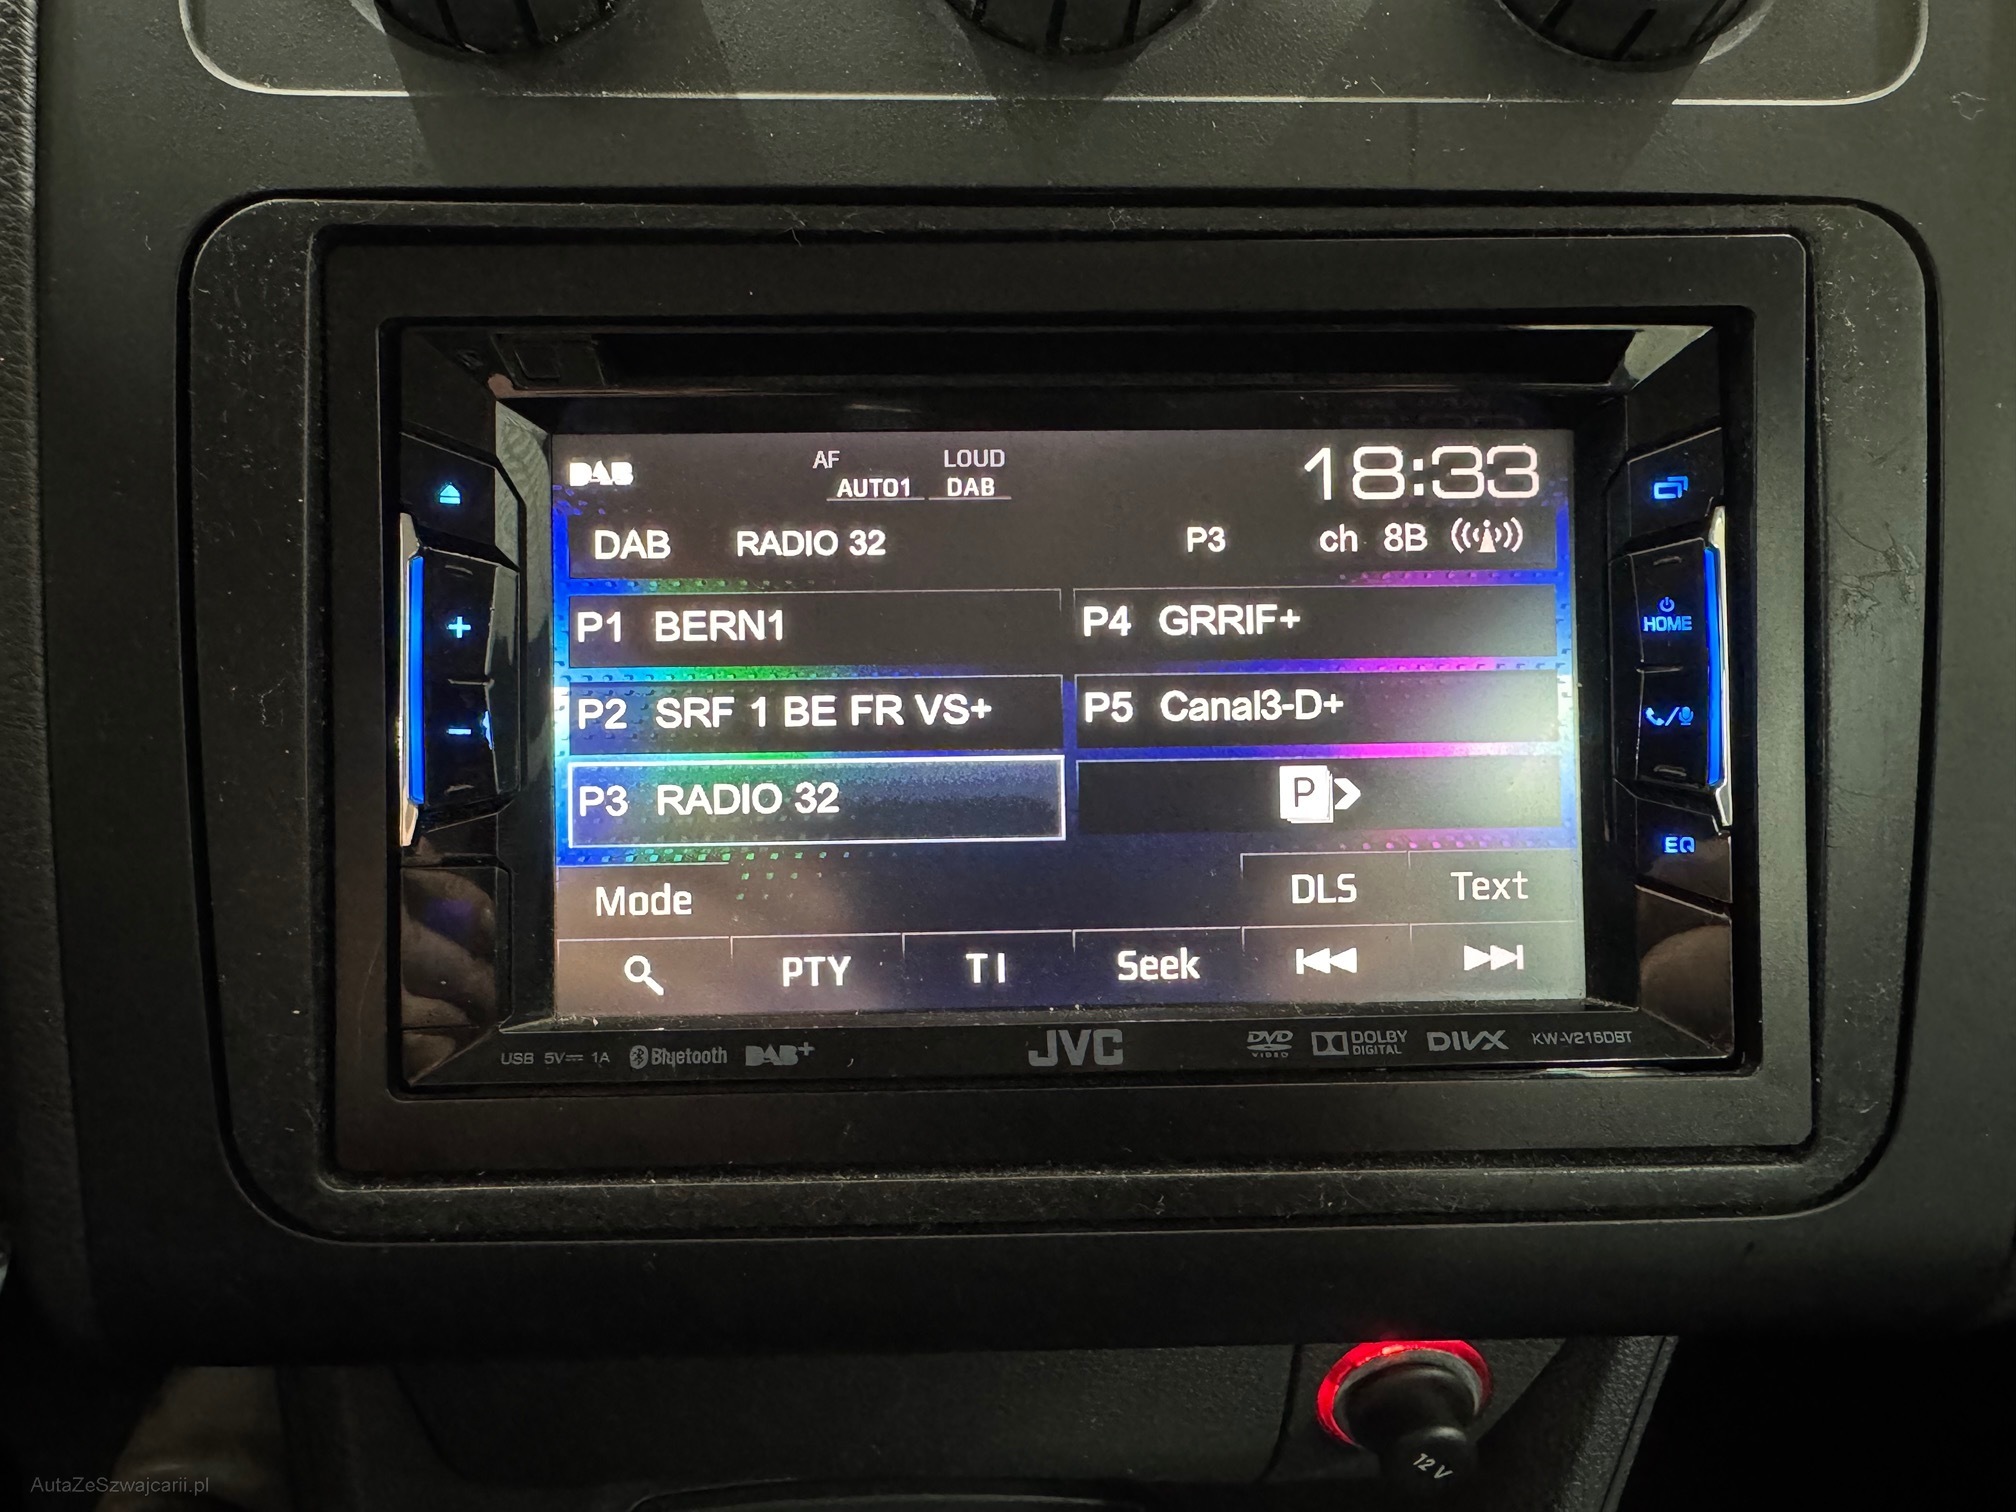 DAB AF LOUD 18:33
AUTO1 DAB
DAB RADIO 32 P3 ch 8B
P1 BERN1 P4 GRRIF+
P2 SRF 1 BE FR VS+ P5 Canal3-D+
P3 RADIO 32 P
HOME
EQ
Mode DLS Text
PTY TI Seek
USB 5V 1A Bluetooth DAB+ JVC DVD VIDEO DOLBY DIGITAL DIVX KW-V215DBT
12V
AutaZeSzwajcarii.pl